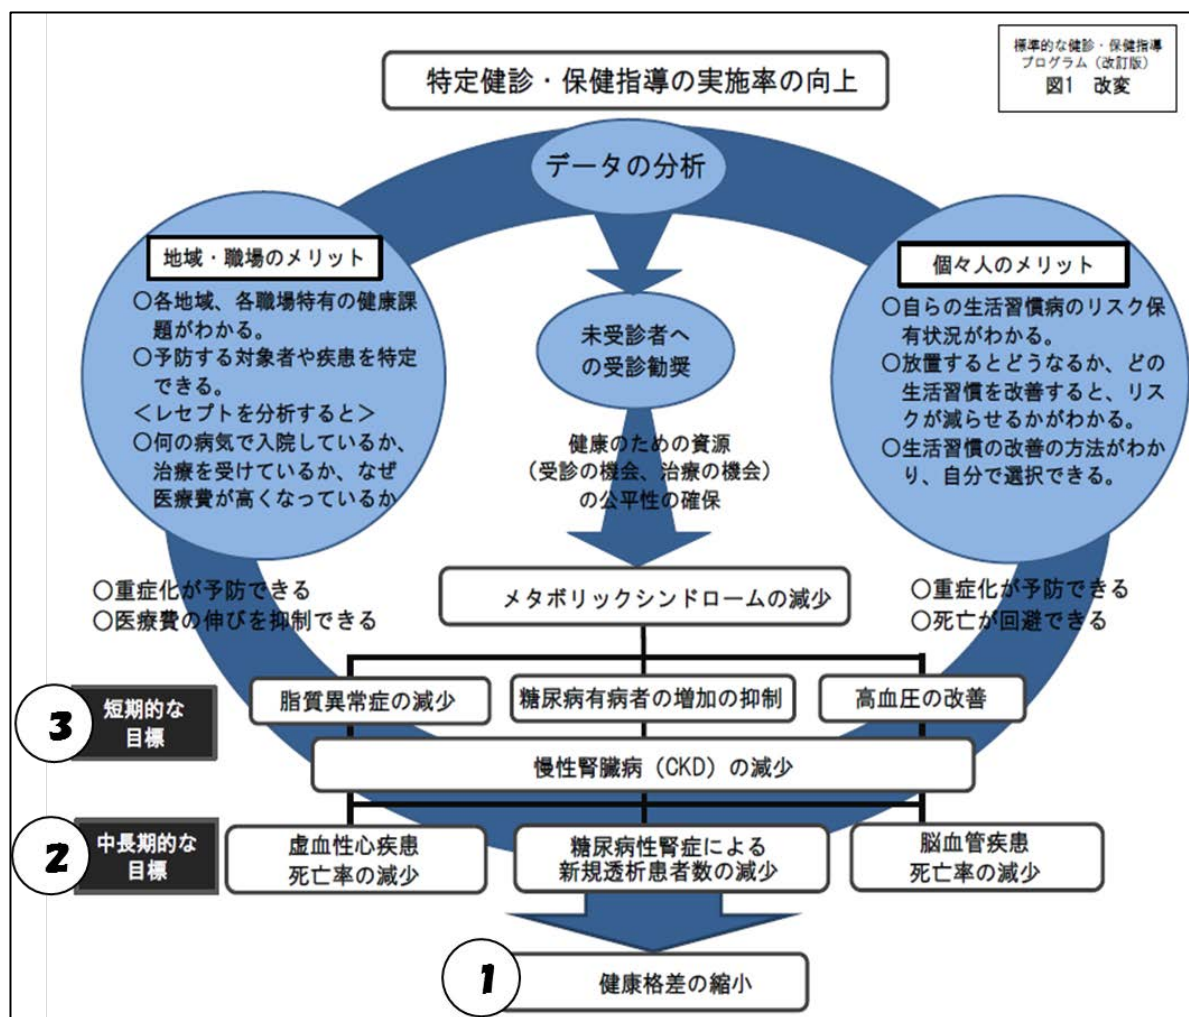 標準的な健診・保健指導
プログラム（改訂版）
図1　改変
特定健診・保健指導の実施率の向上
データの分析
地域・職場のメリット
○各地域、各職場特有の健康課
題がわかる。
○予防する対象者や疾患を特定
できる。
＜レセプトを分析すると＞
○何の病気で入院しているか、
治療を受けているか、なぜ
医療費が高くなっているか
未受診者へ
の受診勧奨
個々人のメリット
○自らの生活習慣病のリスク保
有状況がわかる。
○放置するとどうなるか、どの
生活習慣を改善すると、リス
クが減らせるかがわかる。
○生活習慣の改善の方法がわか
り、自分で選択できる。
健康のための資源
（受診の機会、治療の機会）
の公平性の確保
○重症化が予防できる
○医療費の伸びを抑制できる
メタボリックシンドロームの減少
○重症化が予防できる
○死亡が回避できる
3
短期的な
目標
脂質異常症の減少
糖尿病有病者の増加の抑制
高血圧の改善
慢性腎臓病（CKD）の減少
2
中長期的な
目標
虚血性心疾患
死亡率の減少
糖尿病性腎症による
新規透析患者数の減少
脳血管疾患
死亡率の減少
1
健康格差の縮小